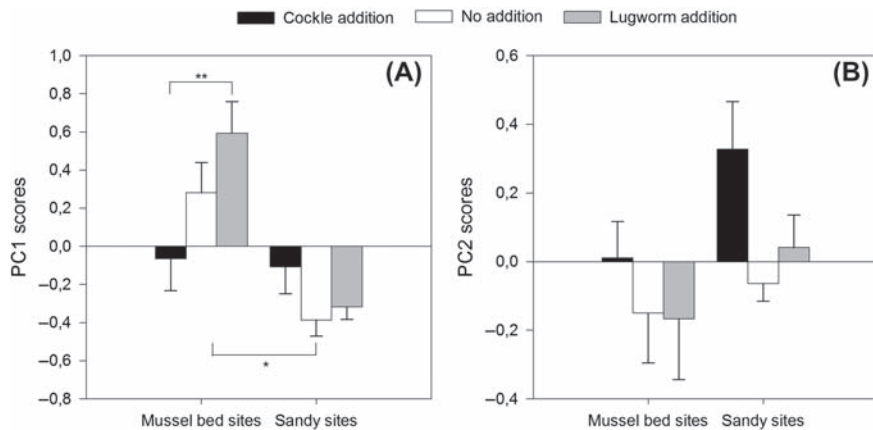 Cockle addition No addition Lugworm addition
(A)
PC1 scores
1,0
0,8
0,6
0,4
0,2
0,0
–0,2
–0,4
–0,6
–0,8
**
*
Mussel bed sites Sandy sites
(B)
PC2 scores
0,6
0,4
0,2
0,0
–0,2
–0,4
Mussel bed sites Sandy sites